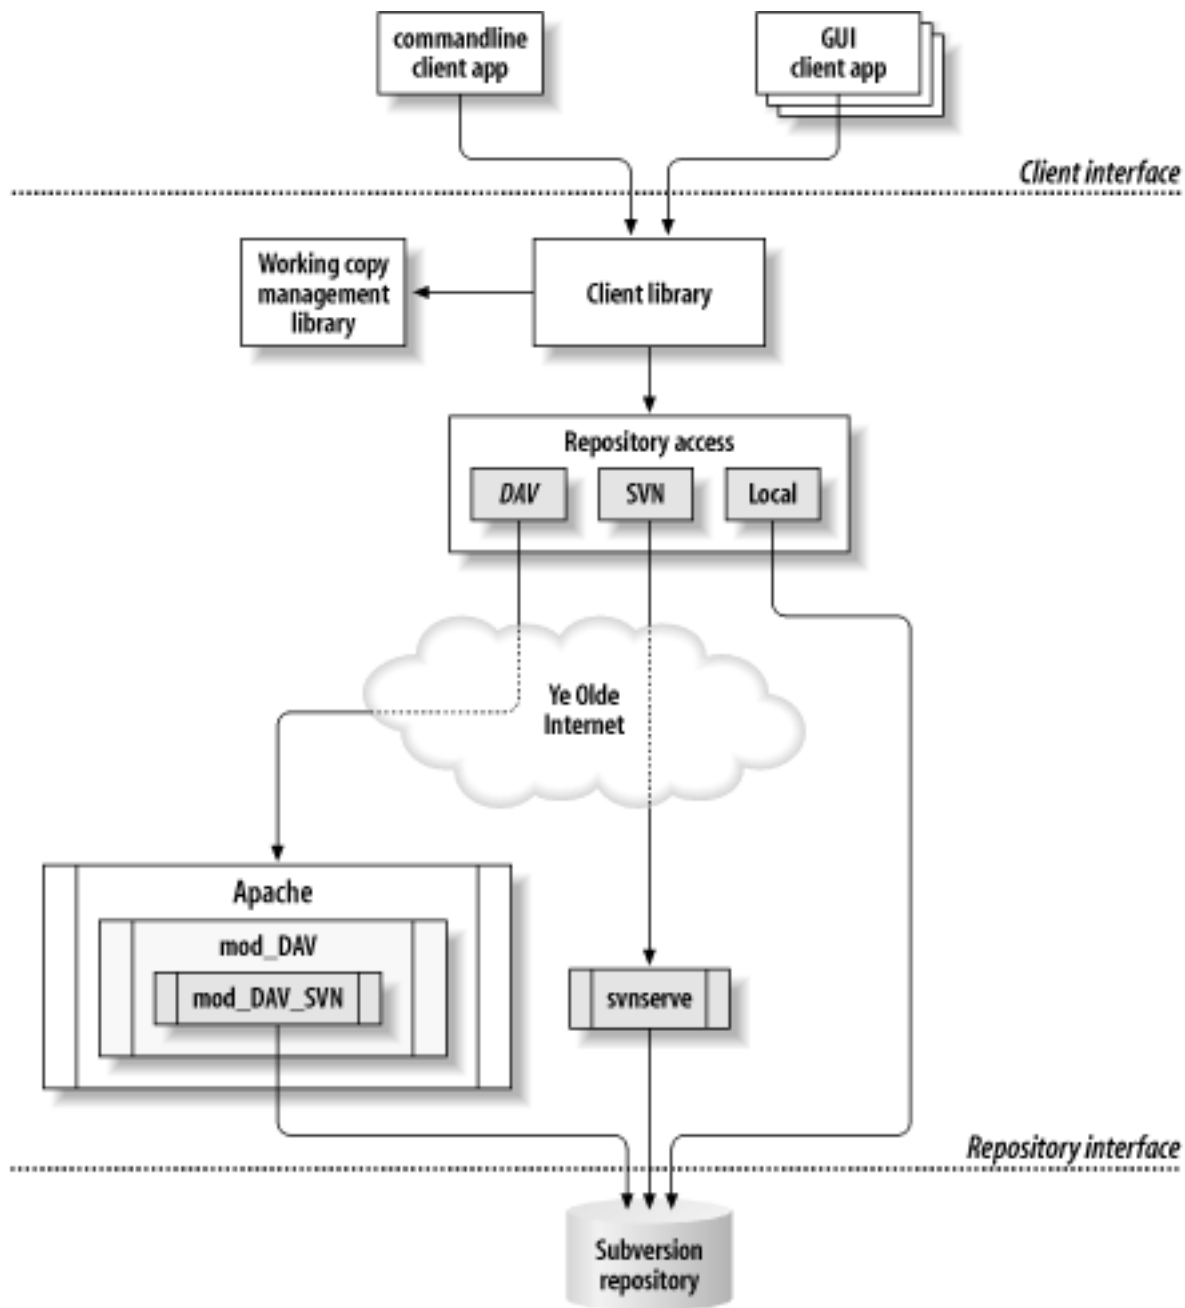 commandline
client app
GUI
client app
Client interface
Working copy
management
library
Client library
Repository access
DAV
SVN
Local
Ye Olde
Internet
Apache
mod_DAV
mod_DAV_SVN
svnserve
Repository interface
Subversion
repository